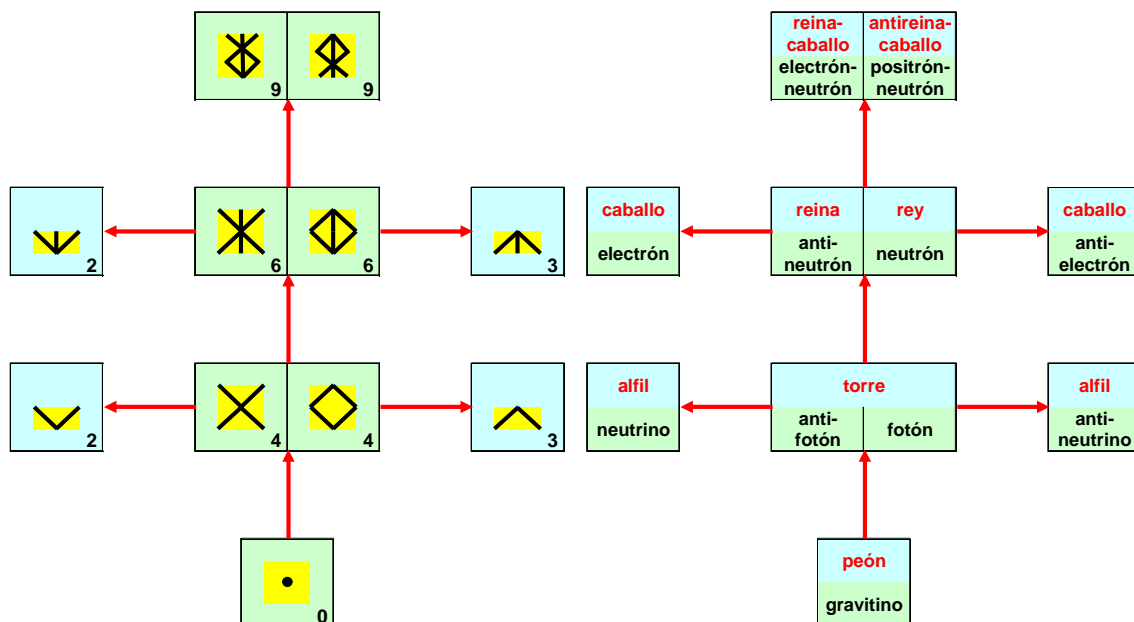 9 9
reina- antireina-
caballo caballo
electrón- positrón-
neutrón neutrón
2 6 6 3
caballo reina rey caballo
electrón anti- neutrón neutrón anti- electrón
2 4 4 3
alfil torre alfil
neutrino anti- fotón fotón anti- neutrino
0
peón
gravitino